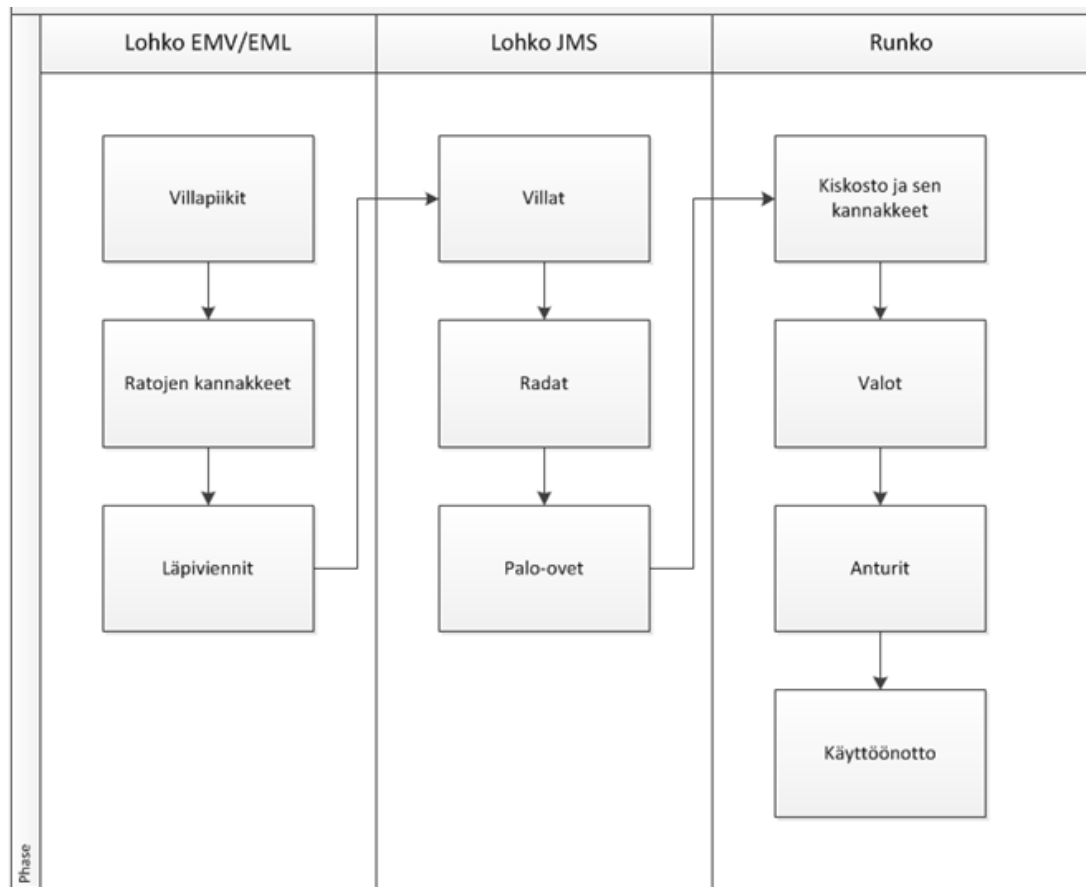 Lohko EMV/EML
Lohko JMS
Runko
Villapiikit
Ratojen kannakkeet
Läpiviennit
Villat
Radat
Palo-ovet
Kiskosto ja sen
kannakkeet
Valot
Anturit
Käyttöönotto
Phase